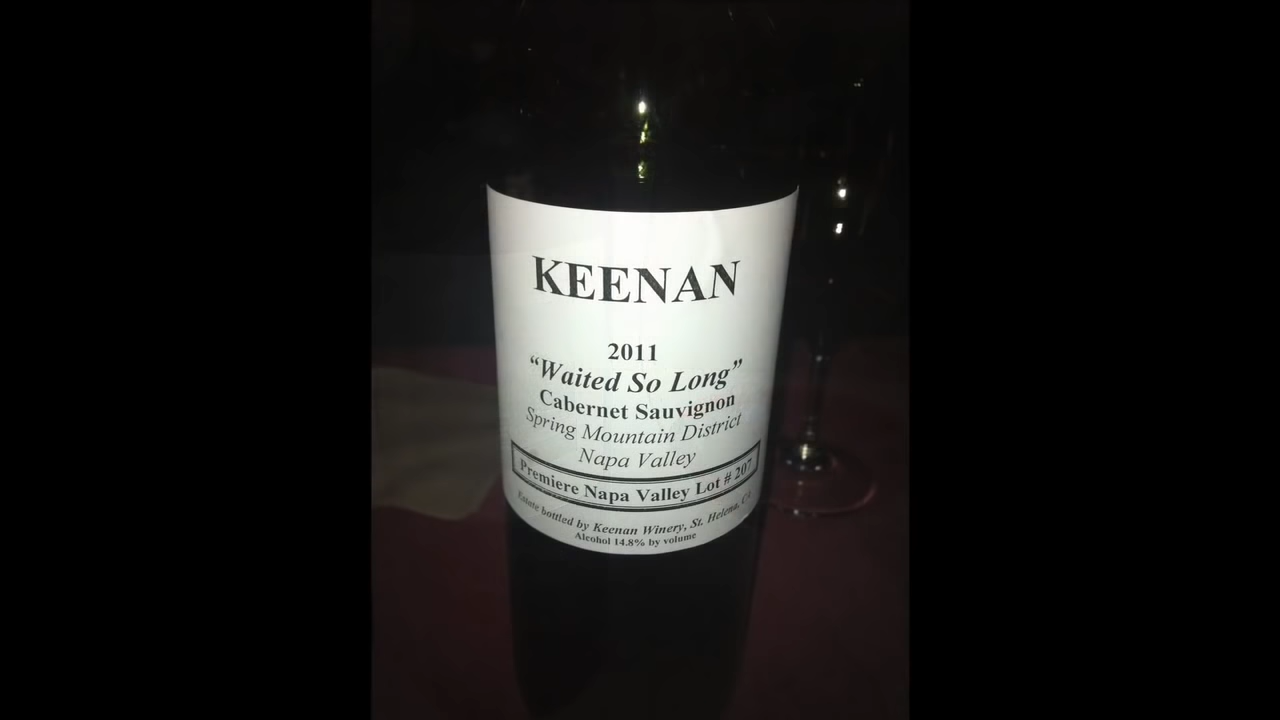 KEENAN
2011
“Waited So Long”
Cabernet Sauvignon
Spring Mountain District
Napa Valley
Premiere Napa Valley Lot # 207
Estate bottled by Keenan Winery, St. Helena, CA
Alcohol 14.8% by volume